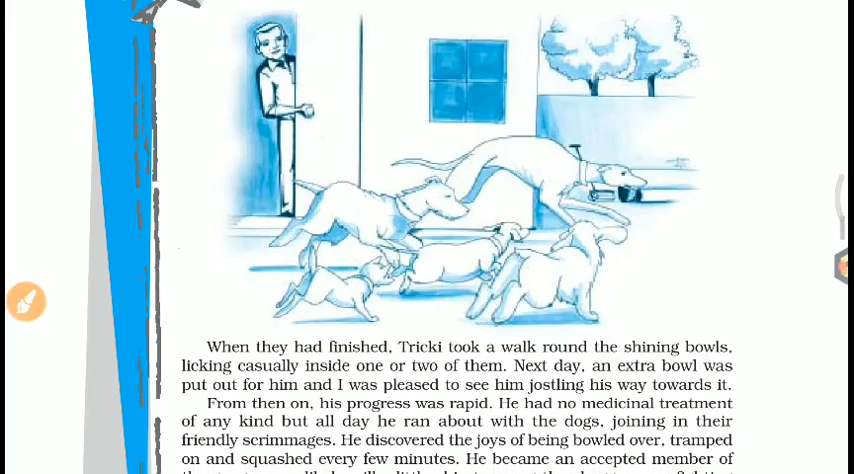 When they had finished, Tricki took a walk round the shining bowls,
licking casually inside one or two of them. Next day, an extra bowl was
put out for him and I was pleased to see him jostling his way towards it.
From then on, his progress was rapid. He had no medicinal treatment
of any kind but all day he ran about with the dogs, joining in their
friendly scrimmages. He discovered the joys of being bowled over, tramped
on and squashed every few minutes. He became an accepted member of